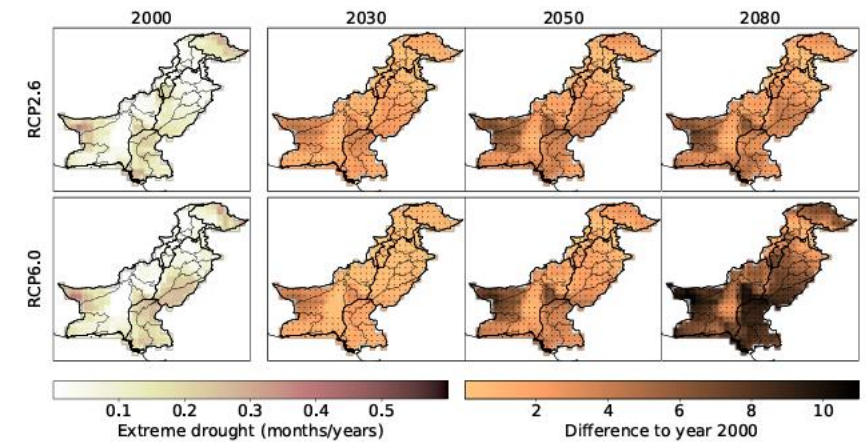 2000 2030 2050 2080
RCP2.6
RCP6.0
0.1 0.2 0.3 0.4 0.5
Extreme drought (months/years)
2 4 6 8 10
Difference to year 2000